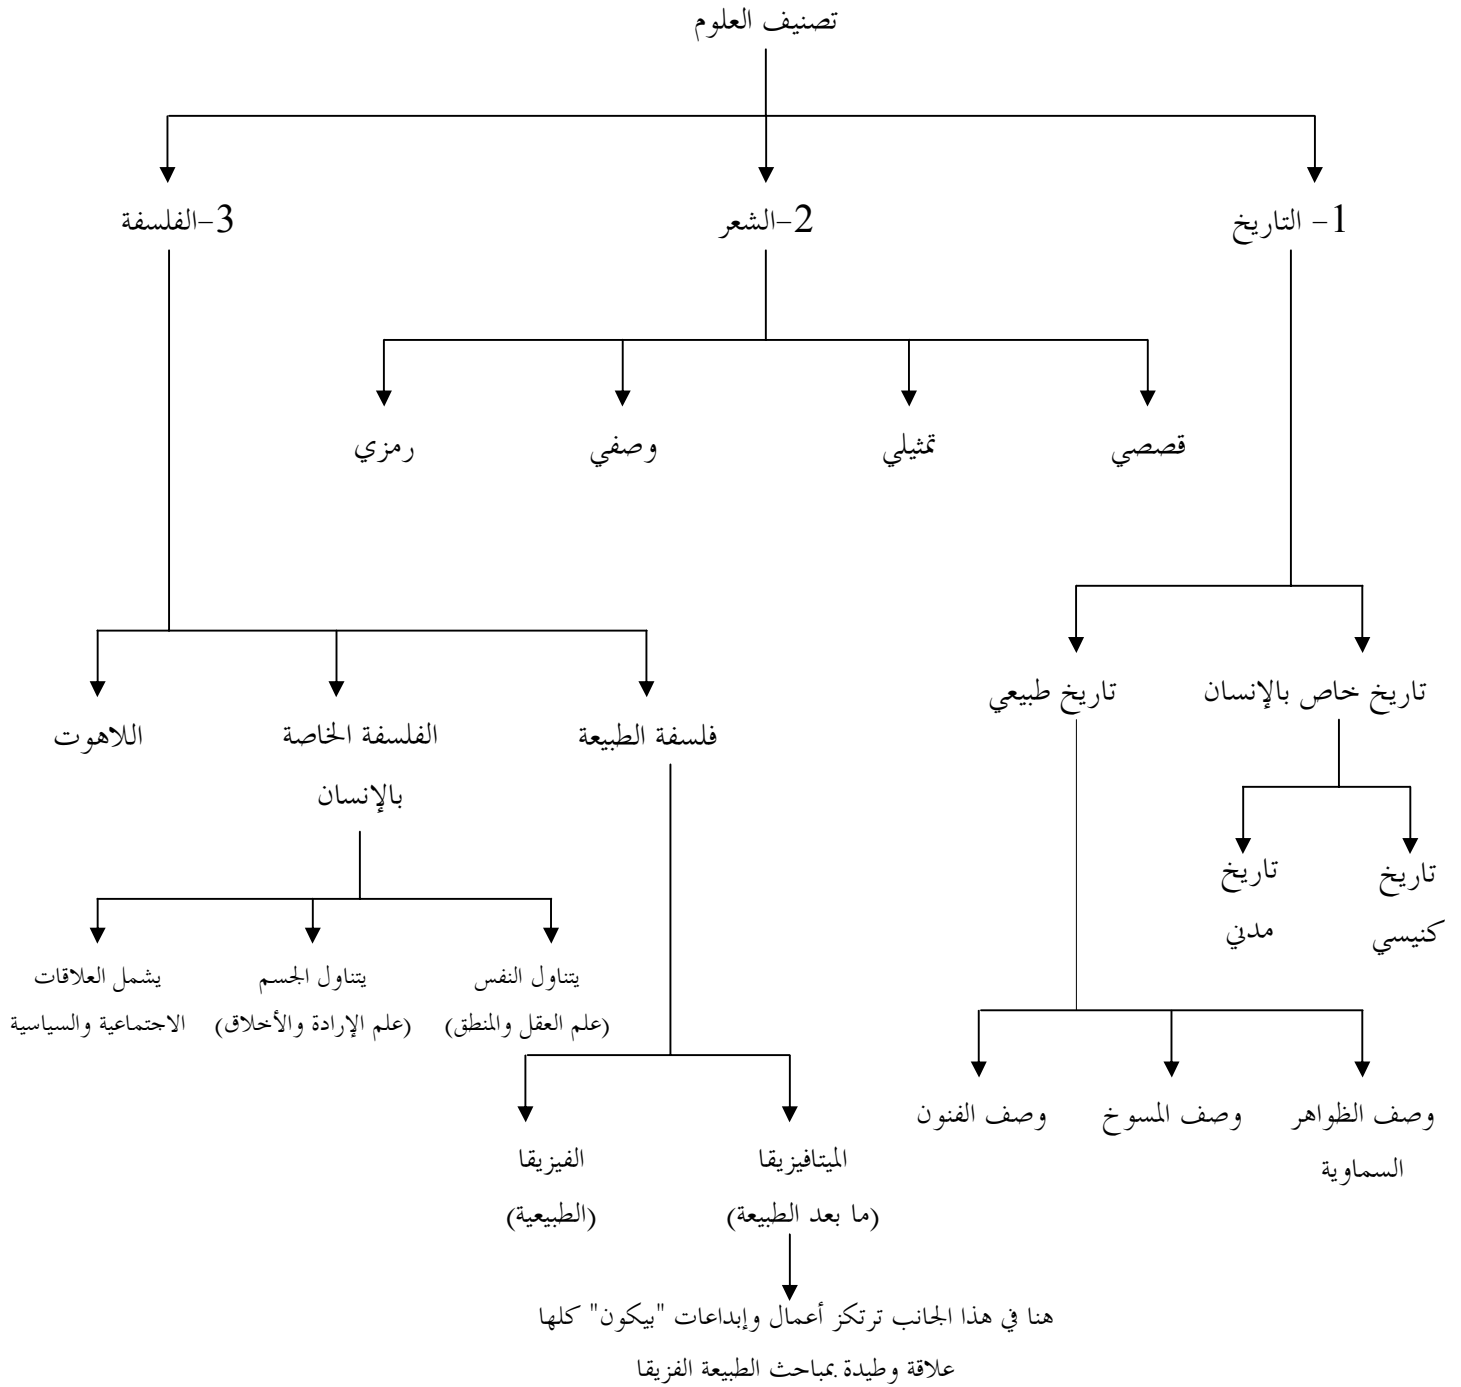 تصنيف العلوم
1- التاريخ
2-الشعر
3-الفلسفة
قصصي
تمثيلي
وصفي
رمزي
تاريخ خاص بالإنسان
تاريخ طبيعي
فلسفة الطبيعة
الفلسفة الخاصة
بالإنسان
اللاهوت
تاريخ
كنيسي
تاريخ
مدني
يتناول النفس
(علم العقل والمنطق)
يتناول الجسم
(علم الإرادة والأخلاق)
يشمل العلاقات
الاجتماعية والسياسية
وصف الظواهر
السماوية
وصف المسوخ
وصف الفنون
الميتافيزيقا
(ما بعد الطبيعة)
الفيزيقا
(الطبيعية)
هنا في هذا الجانب ترتكز أعمال وإبداعات "بيكون" كلها
علاقة وطيدة بمباحث الطبيعة الفزيقا